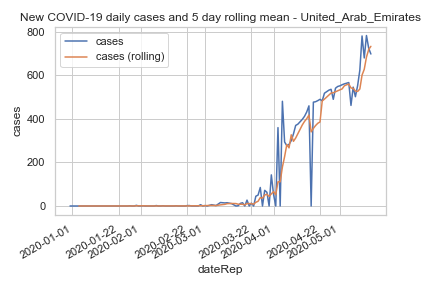 New COVID-19 daily cases and 5 day rolling mean - United_Arab_Emirates
cases
cases (rolling)
800
600
400
200
0
cases
2020-01-01
2020-01-22
2020-02-01
2020-02-22
2020-03-01
2020-03-22
2020-04-01
2020-04-22
2020-05-01
dateRep